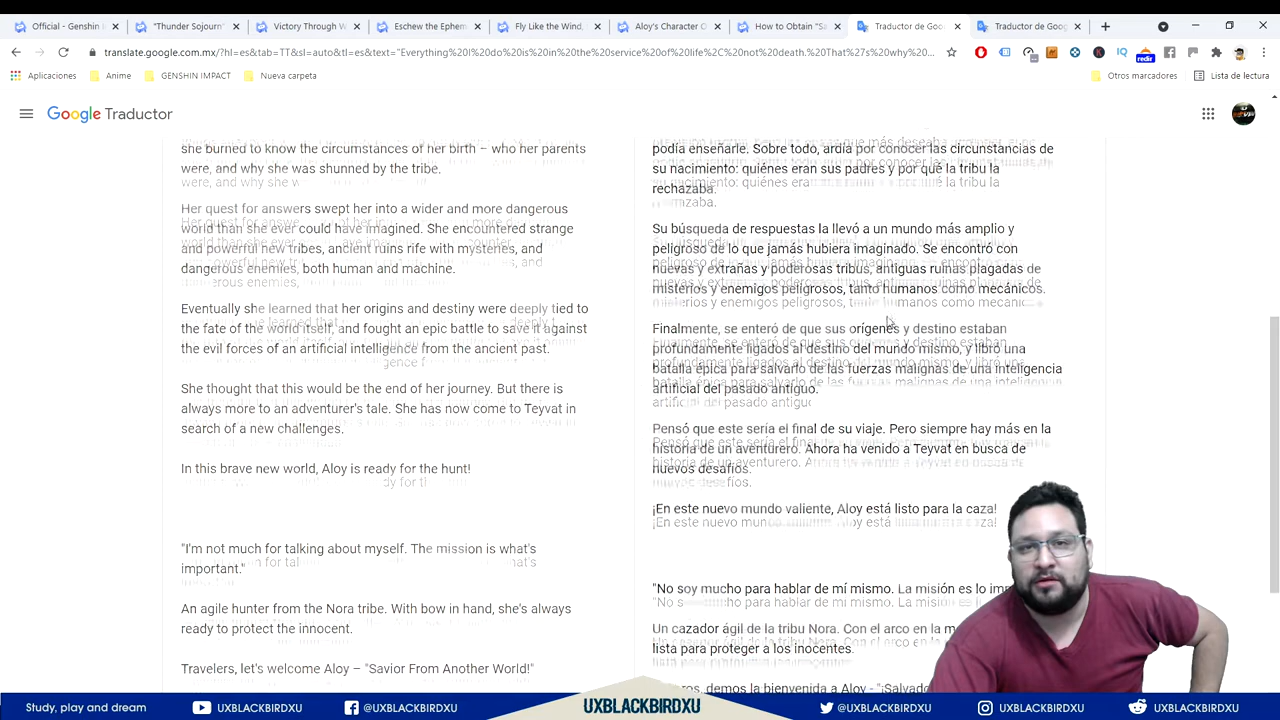 Official - Genshin I
"Thunder Sojourn"
Victory Through W
Eschew the Ephem
Fly Like the Wind,
Aloy's Character O
How to Obtain "Sa
Traductor de Goo
Traductor de Goog
translate.google.com.mx/?hl=es&tab=TT&sl=auto&tl=es&text="Everything%20I%20do%20is%20in%20the%20service%20of%20life%2C%20not%20death.%20That%27s%20why%20...
Aplicaciones
Anime
GENSHIN IMPACT
Nueva carpeta
Otros marcadores
Lista de lectura
Google Traductor
she burned to know the circumstances of her birth – who her parents
were, and why she was shunned by the tribe.
Her quest for answers swept her into a wider and more dangerous
world than she ever could have imagined. She encountered strange
and powerful new tribes, ancient ruins rife with mysteries, and
dangerous enemies, both human and machine.
Eventually she learned that her origins and destiny were deeply tied to
the fate of the world itself, and fought an epic battle to save it against
the evil forces of an artificial intelligence from the ancient past.
She thought that this would be the end of her journey. But there is
always more to an adventurer's tale. She has now come to Teyvat in
search of a new challenges.
In this brave new world, Aloy is ready for the hunt!
"I'm not much for talking about myself. The mission is what's
important."
An agile hunter from the Nora tribe. With bow in hand, she's always
ready to protect the innocent.
Travelers, let's welcome Aloy – "Savior From Another World!"
podía enseñarle. Sobre todo, ardía por conocer las circunstancias de
su nacimiento: quiénes eran sus padres y por qué la tribu la
rechazaba.
Su búsqueda de respuestas la llevó a un mundo más amplio y
peligroso de lo que jamás hubiera imaginado. Se encontró con
nuevas y extrañas y poderosas tribus, antiguas ruinas plagadas de
misterios y enemigos peligrosos, tanto humanos como mecánicos.
Finalmente, se enteró de que sus orígenes y destino estaban
profundamente ligados al destino del mundo mismo, y libró una
batalla épica para salvarlo de las fuerzas malignas de una inteligencia
artificial del pasado antiguo.
Pensó que este sería el final de su viaje. Pero siempre hay más en la
historia de un aventurero. Ahora ha venido a Teyvat en busca de
nuevos desafíos.
¡En este nuevo mundo valiente, Aloy está listo para la caza!
"No soy mucho para hablar de mí mismo. La misión es lo im
Un cazador ágil de la tribu Nora. Con el arco en la m
lista para proteger a los inocentes.
ros, demos la bienvenida a Aloy - "¡Salvado
Study, play and dream
UXBLACKBIRDXU
@UXBLACKBIRDXU
UXBLACKBIRDXU
@UXBLACKBIRDXU
UXBLACKBIRDXU
UXBLACKBIRDXU